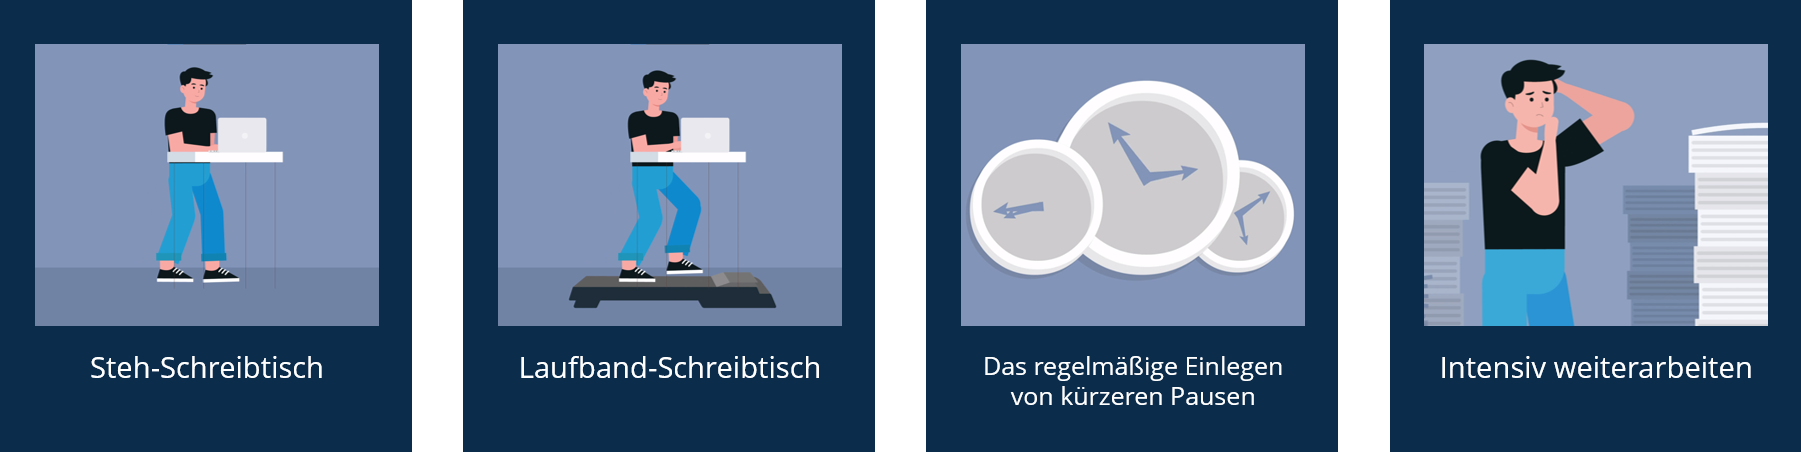 Steh-Schreibtisch
Laufband-Schreibtisch
Das regelmäßige Einlegen
von kürzeren Pausen
Intensiv weiterarbeiten